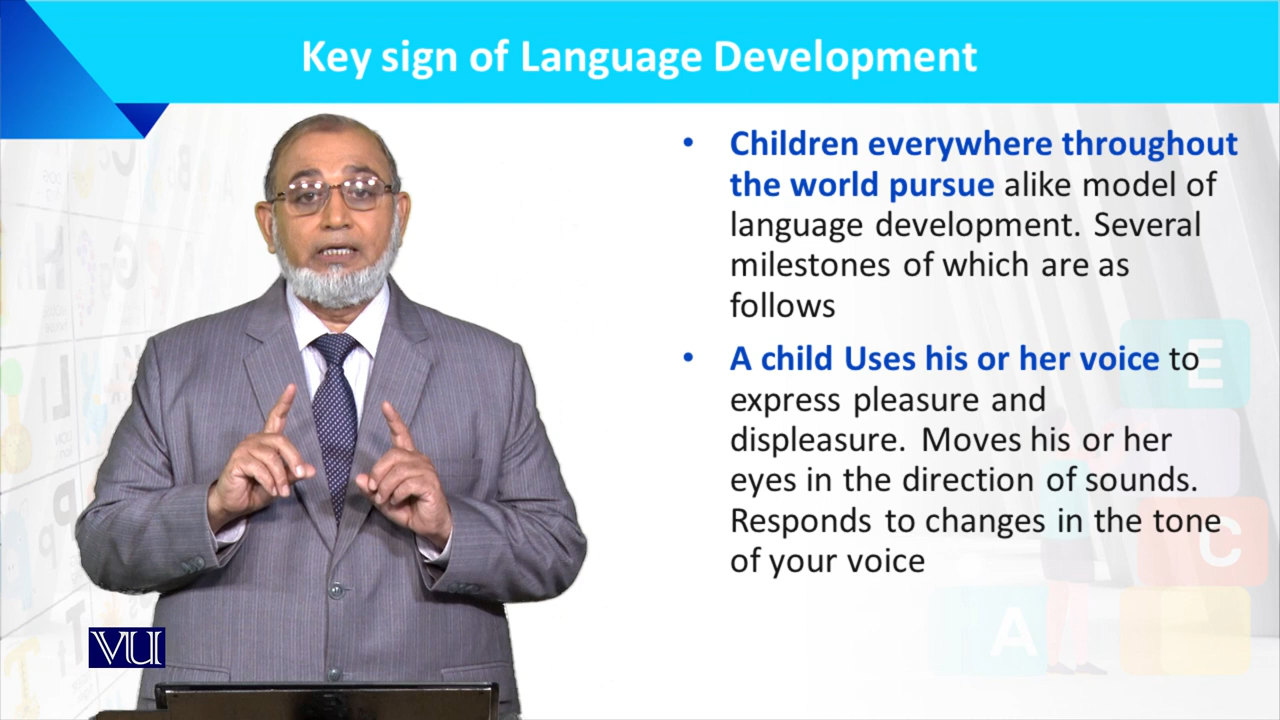 Key sign of Language Development
• Children everywhere throughout
the world pursue alike model of
language development. Several
milestones of which are as
follows
• A child Uses his or her voice to
express pleasure and
displeasure. Moves his or her
eyes in the direction of sounds.
Responds to changes in the tone
of your voice
E
C
A
VU